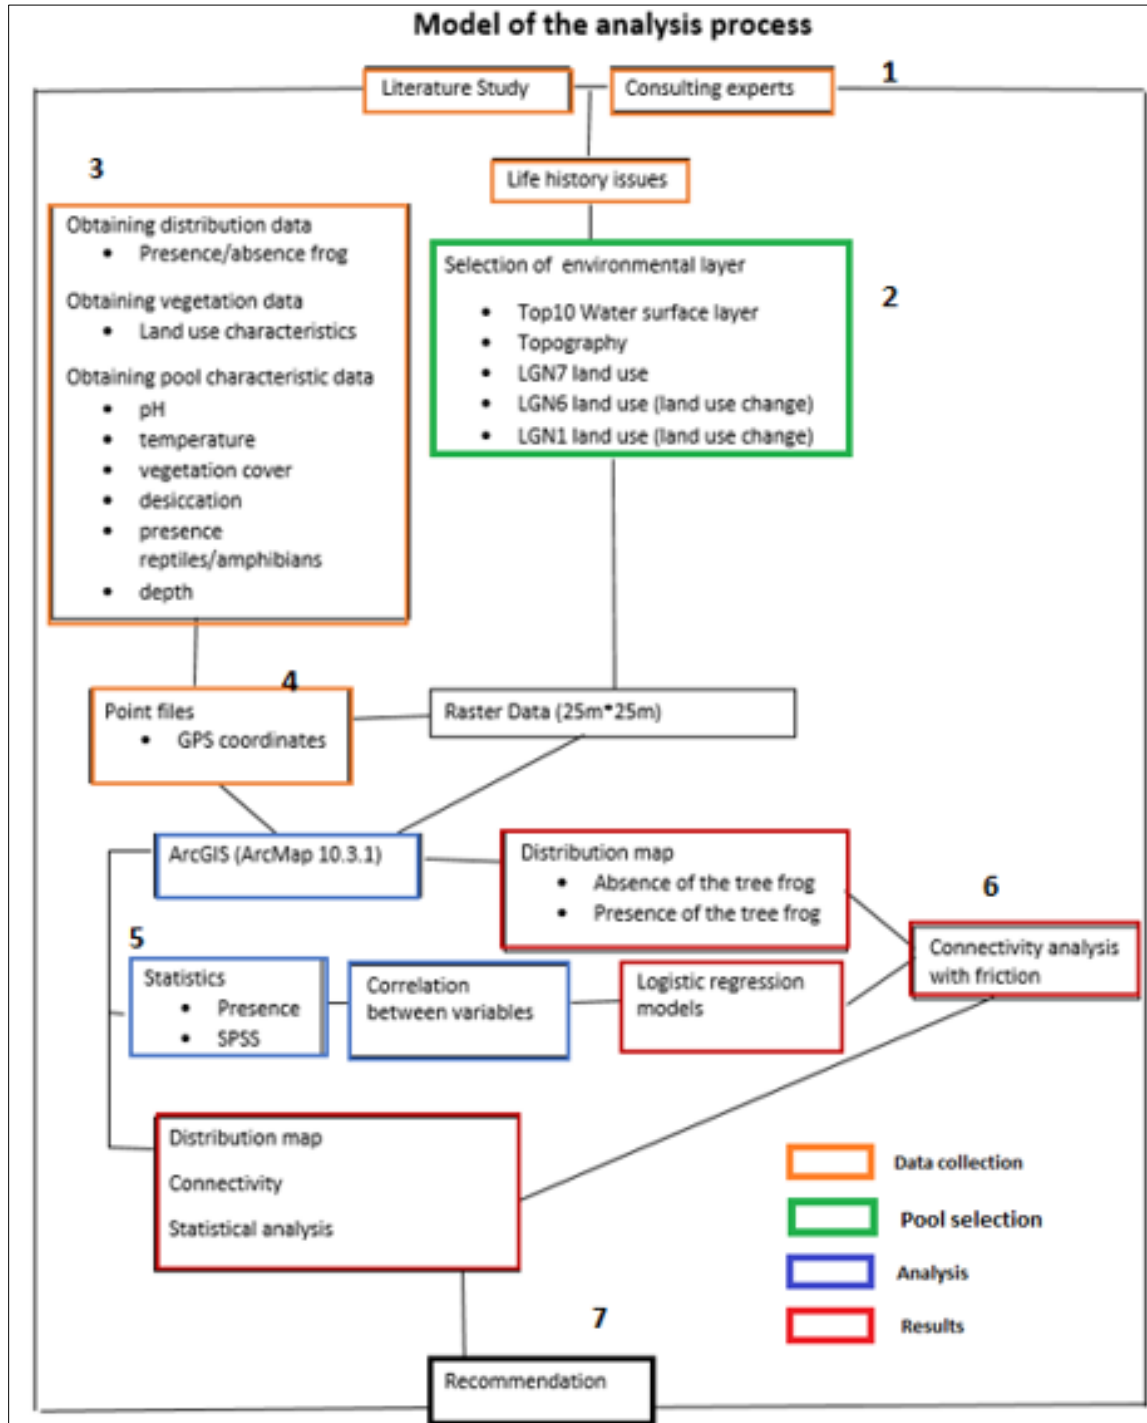 Model of the analysis process
Literature Study
Consulting experts
1
Life history issues
3
Obtaining distribution data
• Presence/absence frog
Obtaining vegetation data
• Land use characteristics
Obtaining pool characteristic data
• pH
• temperature
• vegetation cover
• desiccation
• presence
reptiles/amphibians
• depth
Selection of environmental layer
• Top10 Water surface layer
• Topography
• LGN7 land use
• LGN6 land use (land use change)
• LGN1 land use (land use change)
2
4
Point files
• GPS coordinates
Raster Data (25m*25m)
ArcGIS (ArcMap 10.3.1)
Distribution map
• Absence of the tree frog
• Presence of the tree frog
6
Connectivity analysis
with friction
5
Statistics
• Presence
• SPSS
Correlation
between variables
Logistic regression
models
Distribution map
Connectivity
Statistical analysis
Data collection
Pool selection
Analysis
Results
7
Recommendation